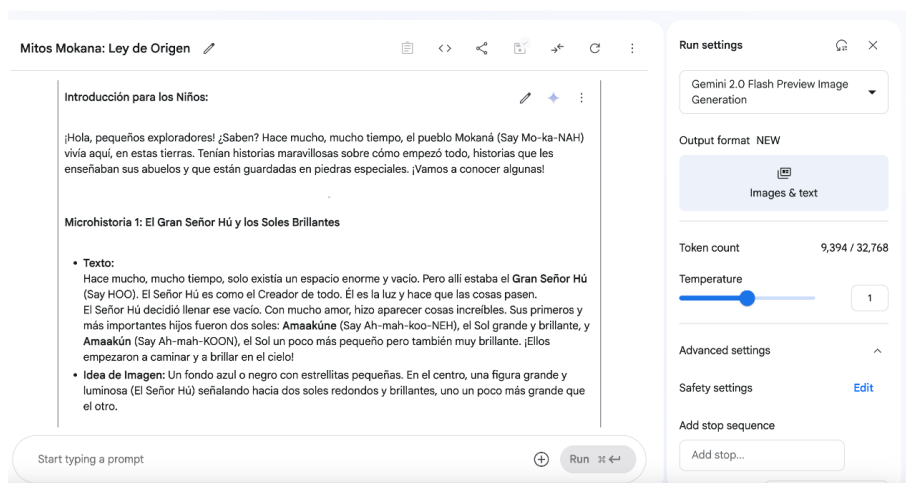 Mitos Mokana: Ley de Origen
Introducción para los Niños:
¡Hola, pequeños exploradores! ¿Saben? Hace mucho, mucho tiempo, el pueblo Mokaná (Say Mo-ka-NAH)
vivía aquí, en estas tierras. Tenían historias maravillosas sobre cómo empezó todo, historias que les
enseñaban sus abuelos y que están guardadas en piedras especiales. ¡Vamos a conocer algunas!
Microhistoria 1: El Gran Señor Hú y los Soles Brillantes
• Texto:
Hace mucho, mucho tiempo, solo existía un espacio enorme y vacío. Pero allí estaba el Gran Señor Hú
(Say HOO). El Señor Hú es como el Creador de todo. Él es la luz y hace que las cosas pasen.
El Señor Hú decidió llenar ese vacío. Con mucho amor, hizo aparecer cosas increíbles. Sus primeros y
más importantes hijos fueron dos soles: Amaakúne (Say Ah-mah-koo-NEH), el Sol grande y brillante, y
Amaakún (Say Ah-mah-KOON), el Sol un poco más pequeño pero también muy brillante. ¡Ellos
empezaron a caminar y a brillar en el cielo!
• Idea de Imagen: Un fondo azul o negro con estrellitas pequeñas. En el centro, una figura grande y
luminosa (El Señor Hú) señalando hacia dos soles redondos y brillantes, uno un poco más grande que
el otro.
Start typing a prompt
Run ⌘ ↵
Run settings
Gemini 2.0 Flash Preview Image
Generation
Output format NEW
Images & text
Token count 9,394 / 32,768
Temperature
1
Advanced settings
Safety settings Edit
Add stop sequence
Add stop...